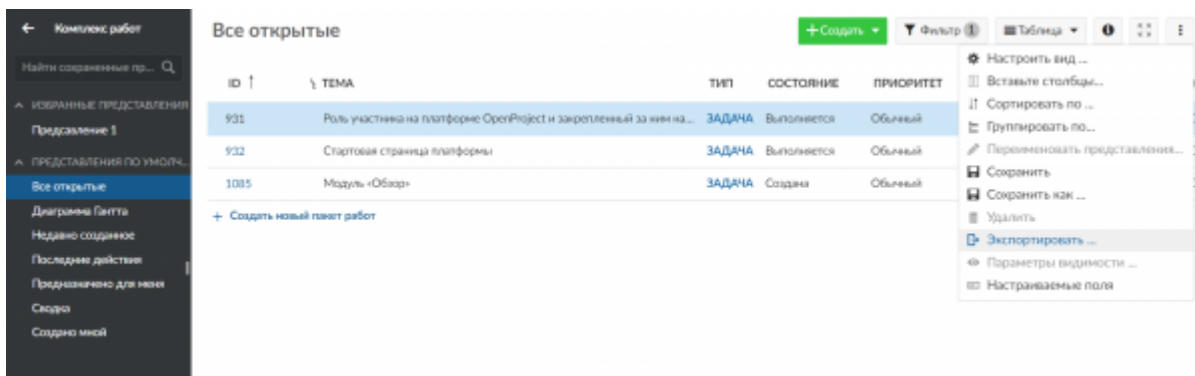 Комплекс работ
Найти сохраненные пр...
ИЗБРАННЫЕ ПРЕДСТАВЛЕНИЯ
Предсавление 1
ПРЕДСТАВЛЕНИЯ ПО УМОЛЧ...
Все открытые
Диаграмма Гантта
Недавно созданное
Последние действия
Предназначено для меня
Сводка
Создано мной
Все открытые
+ Создать
Фильтр 1
Таблица
ID ТЕМА ТИП СОСТОЯНИЕ ПРИОРИТЕТ
931 Роль участника на платформе OpenProject и закрепленный за ним на... ЗАДАЧА Выполняется Обычный
932 Стартовая страница платформы ЗАДАЧА Выполняется Обычный
1085 Модуль «Обзор» ЗАДАЧА Создана Обычный
+ Создать новый пакет работ
Настроить вид ...
Вставьте столбцы...
Сортировать по ...
Группировать по...
Переименовать представления...
Сохранить
Сохранить как ...
Удалить
Экспортировать ...
Параметры видимости ...
Настраиваемые поля